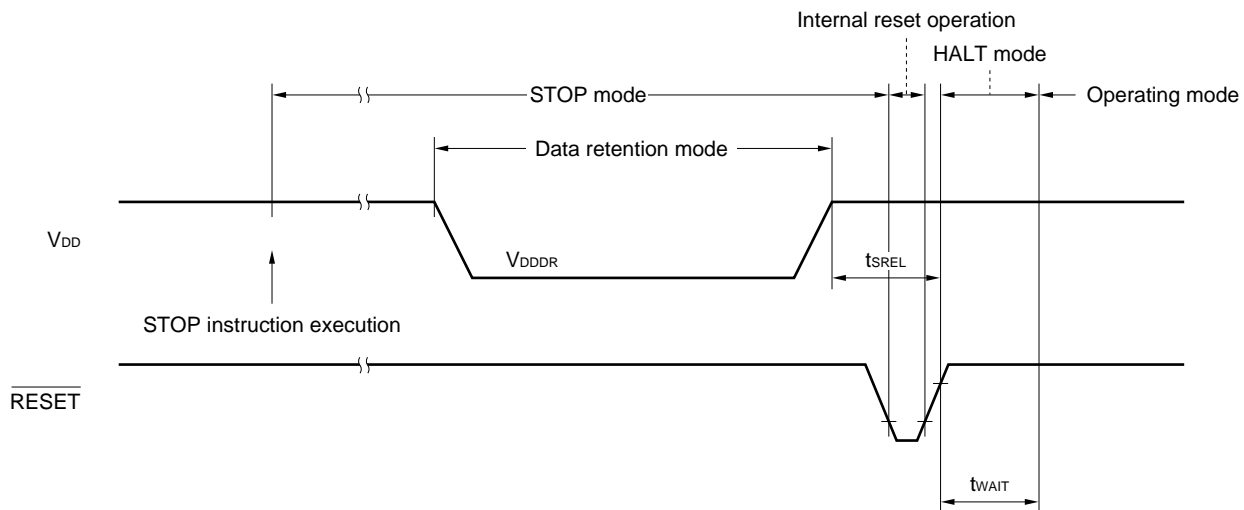 Internal reset operation
HALT mode
STOP mode
Operating mode
Data retention mode
VDD
VDDDR
tSREL
STOP instruction execution
RESET
tWAIT